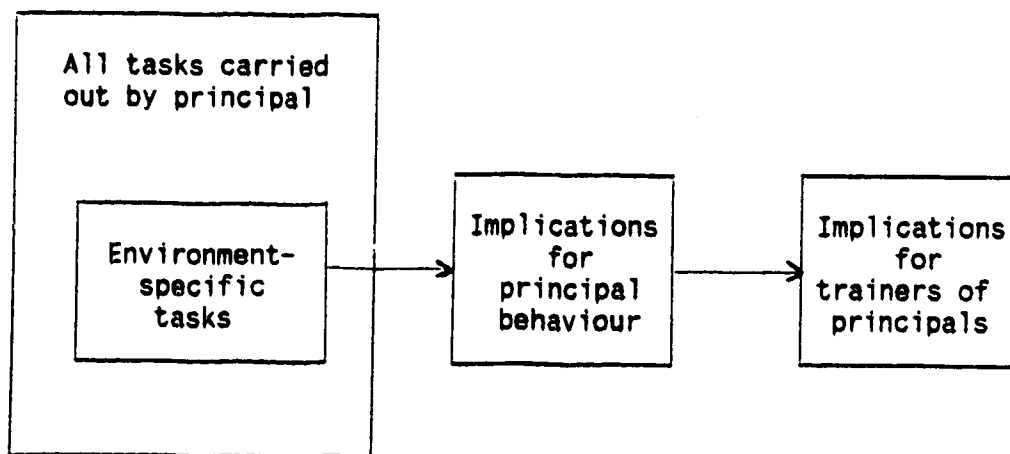 All tasks carried
out by principal
Environment-
specific
tasks
Implications
for
principal
behaviour
Implications
for
trainers of
principals